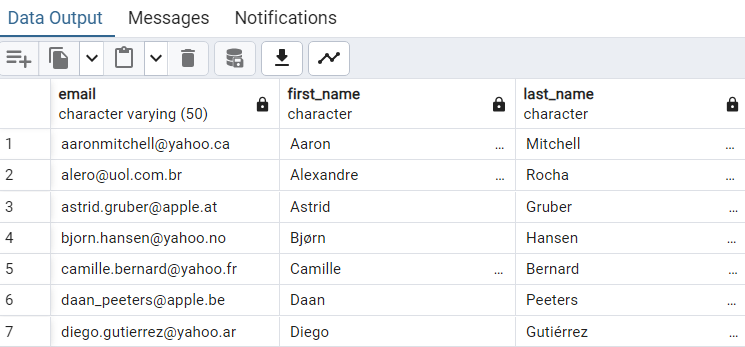 Data Output Messages Notifications
email first_name last_name
character varying (50) character character
1 aaronmitchell@yahoo.ca Aaron ... Mitchell ...
2 alero@uol.com.br Alexandre ... Rocha ...
3 astrid.gruber@apple.at Astrid Gruber ...
4 bjorn.hansen@yahoo.no Bjørn Hansen ...
5 camille.bernard@yahoo.fr Camille ... Bernard ...
6 daan_peeters@apple.be Daan Peeters ...
7 diego.gutierrez@yahoo.ar Diego Gutiérrez ...